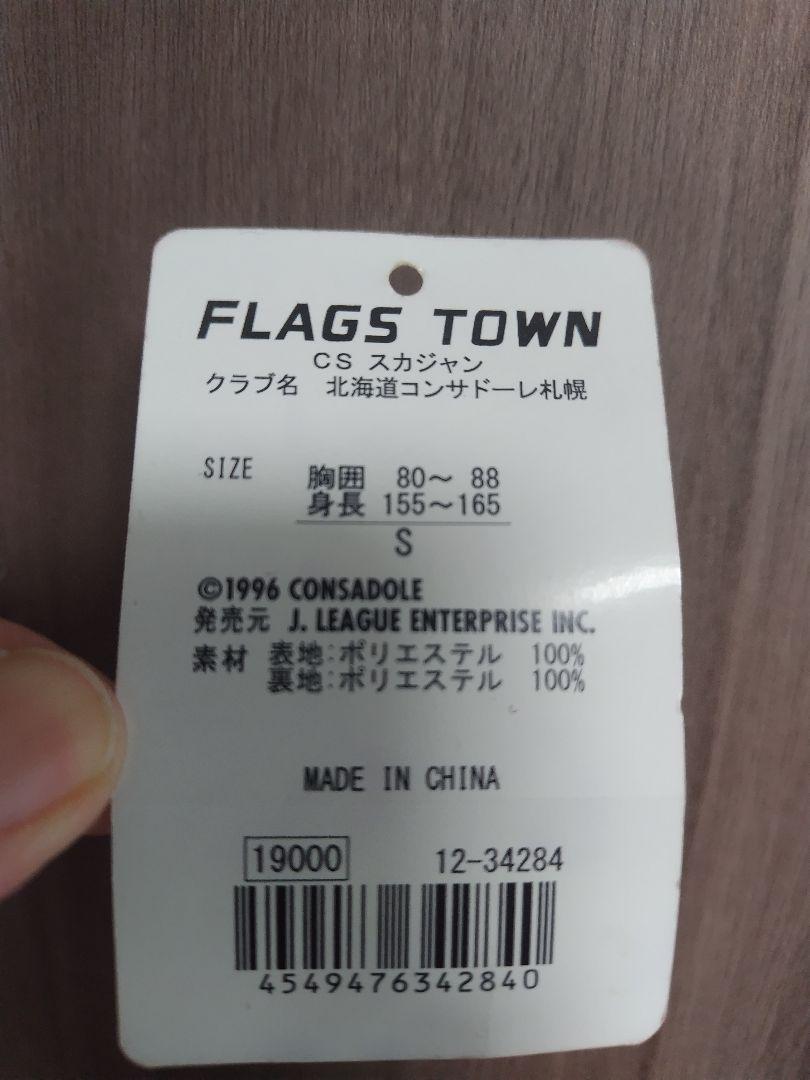 FLAGS TOWN
CS スカジャン
クラブ名 北海道コンサドーレ札幌
SIZE 胸囲 80〜 88
身長 155〜165
S
©1996 CONSADOLE
発売元 J. LEAGUE ENTERPRISE INC.
素材 表地:ポリエステル 100%
裏地:ポリエステル 100%
MADE IN CHINA
19000 12-34284
4549476342840